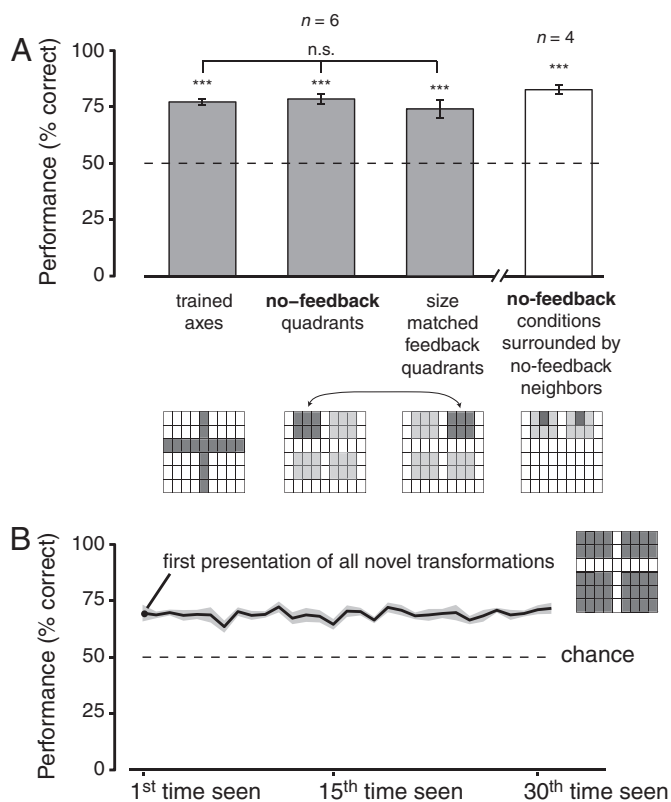 A
n = 6
n = 4
n.s.
***
***
***
***
Performance (% correct)
100
75
50
25
0
trained
axes
no–feedback
quadrants
size
matched
feedback
quadrants
no-feedback
conditions
surrounded by
no-feedback
neighbors
B
Performance (% correct)
100
75
50
25
0
first presentation of all novel transformations
chance
1st time seen
15th time seen
30th time seen